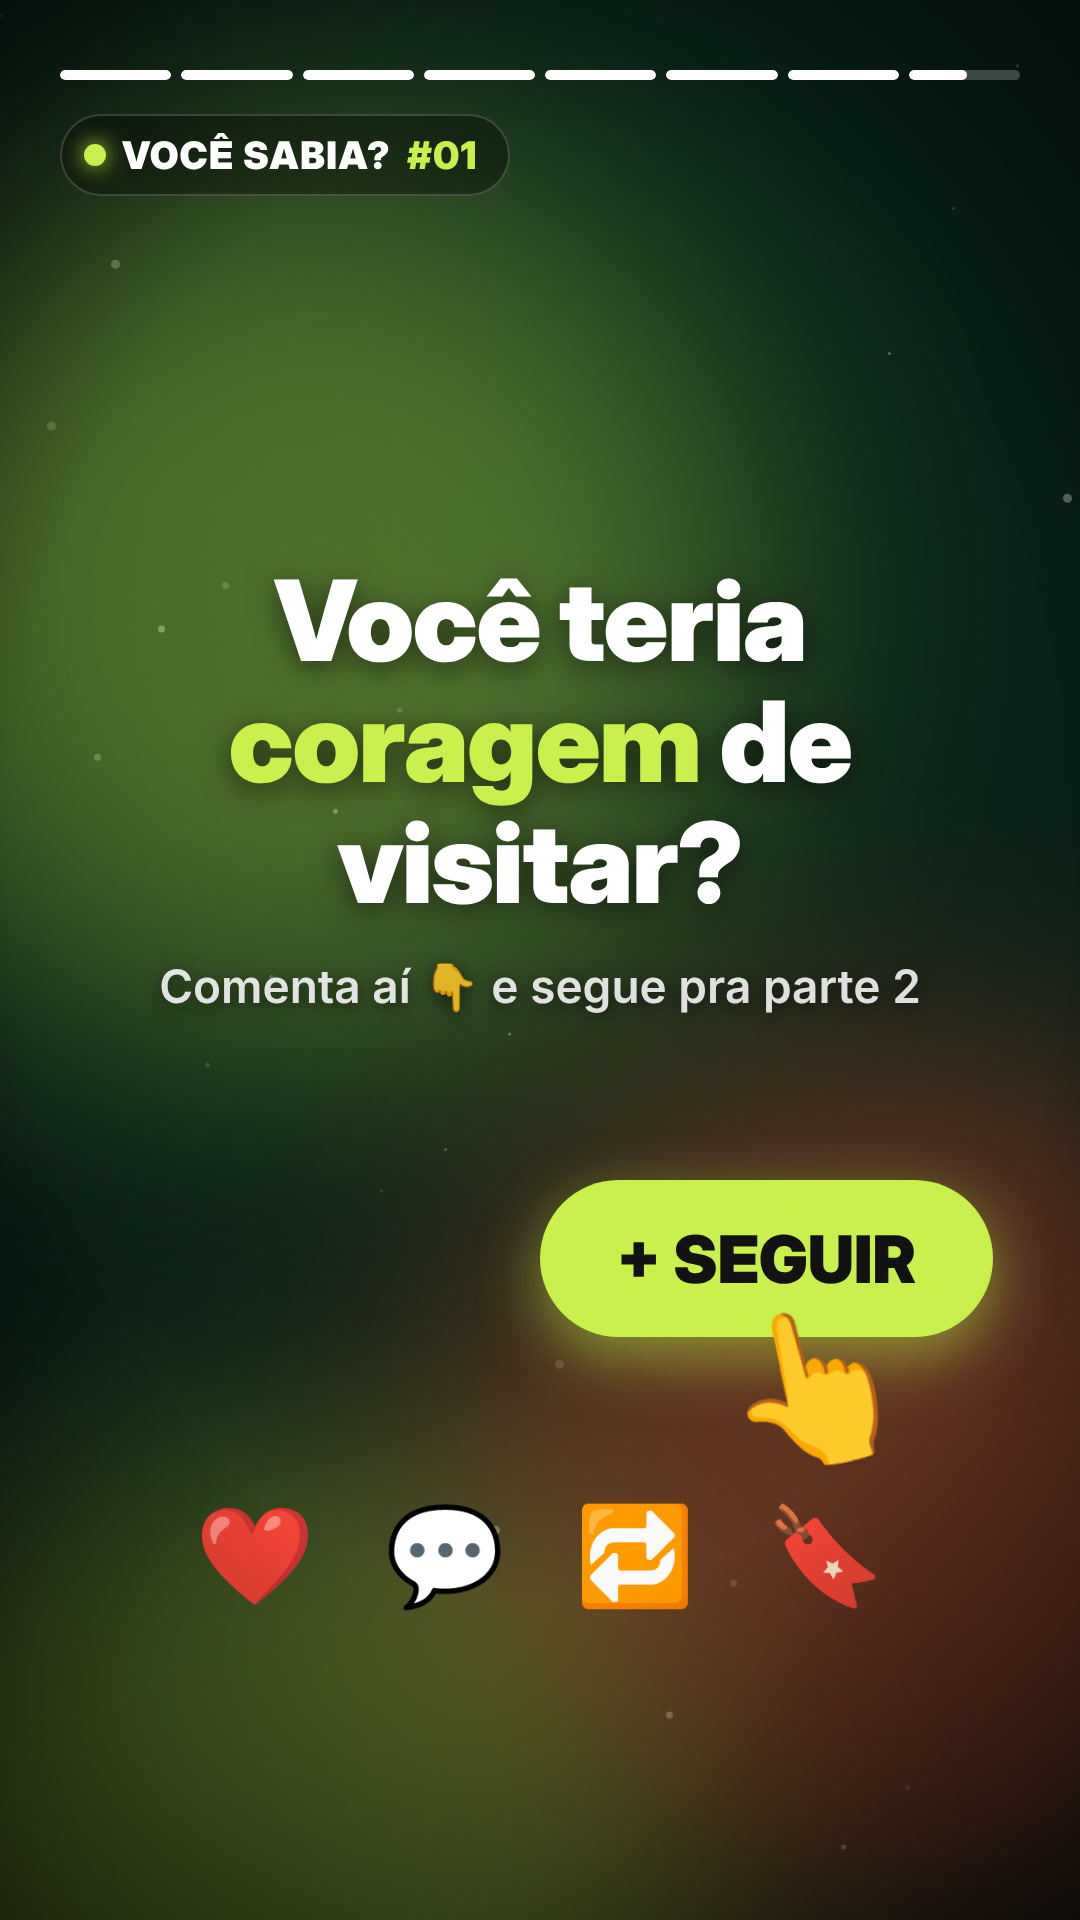 VOCÊ SABIA? #01
Você teria
coragem de
visitar?
Comenta aí 👇 e segue pra parte 2
+ SEGUIR